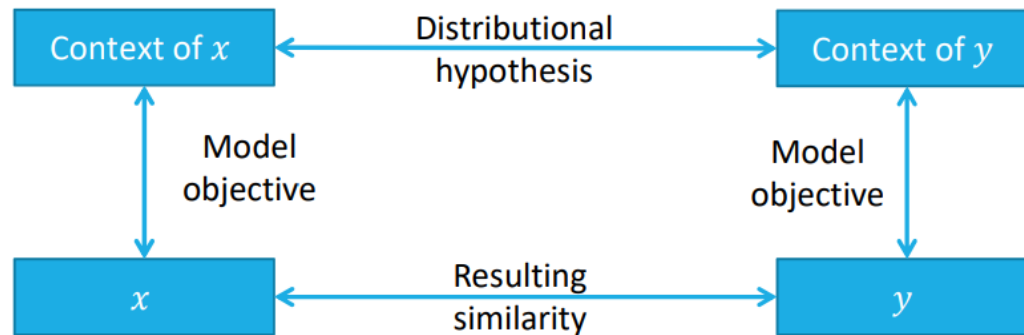 Context of x
Distributional
hypothesis
Context of y
Model
objective
Model
objective
x
Resulting
similarity
y